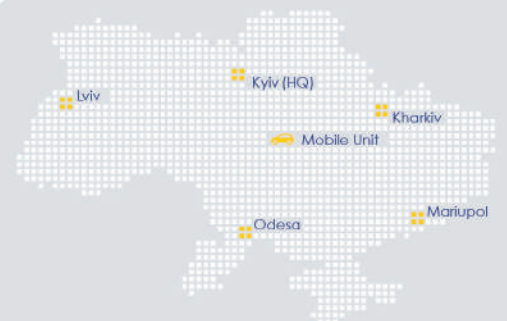 Kyiv (HQ)
Lviv
Kharkiv
Mobile Unit
Mariupol
Odesa